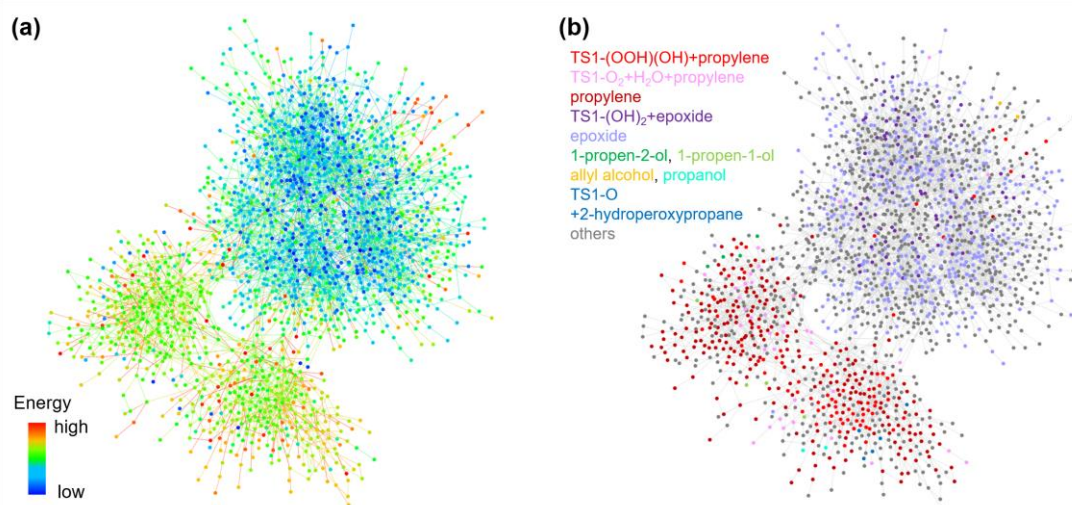 (a)
Energy
high
low
(b)
TS1-(OOH)(OH)+propylene
TS1-O₂+H₂O+propylene
propylene
TS1-(OH)₂+epoxide
epoxide
1-propen-2-ol, 1-propen-1-ol
allyl alcohol, propanol
TS1-O
+2-hydroperoxypropane
others